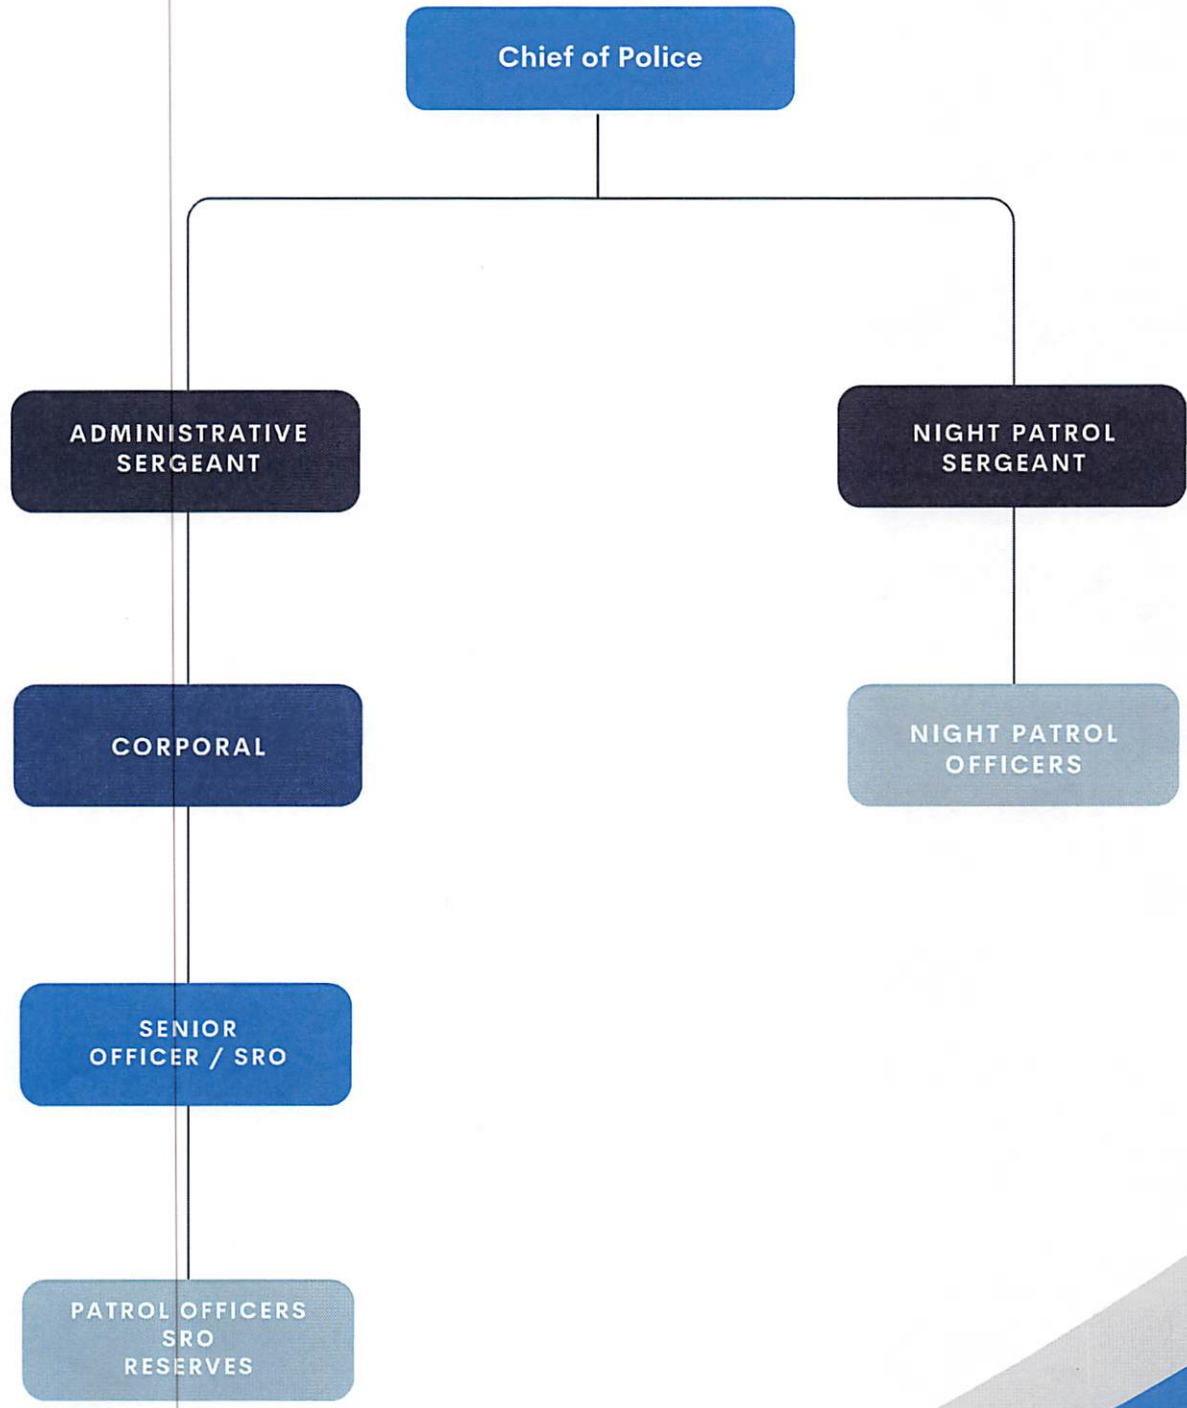 Chief of Police
ADMINISTRATIVE
SERGEANT
NIGHT PATROL
SERGEANT
CORPORAL
NIGHT PATROL
OFFICERS
SENIOR
OFFICER / SRO
PATROL OFFICERS
SRO
RESERVES